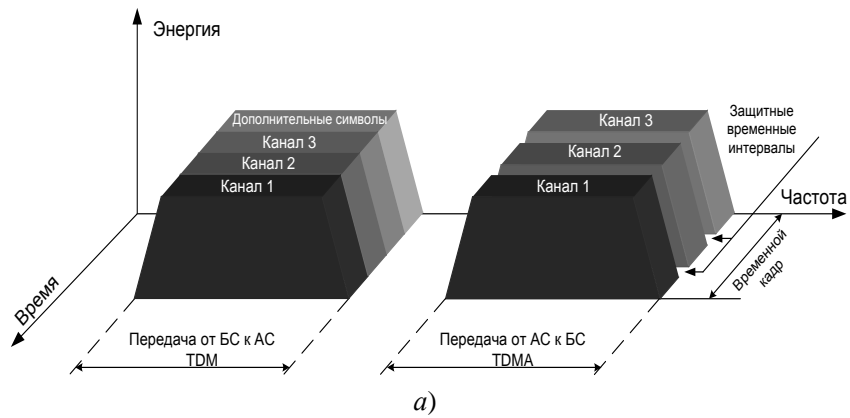 Энергия
Дополнительные символы
Канал 3
Канал 2
Канал 1
Канал 3
Канал 2
Канал 1
Защитные
временные
интервалы
Частота
Время
Временной
кадр
Передача от БС к АС
TDM
Передача от АС к БС
TDMA
а)